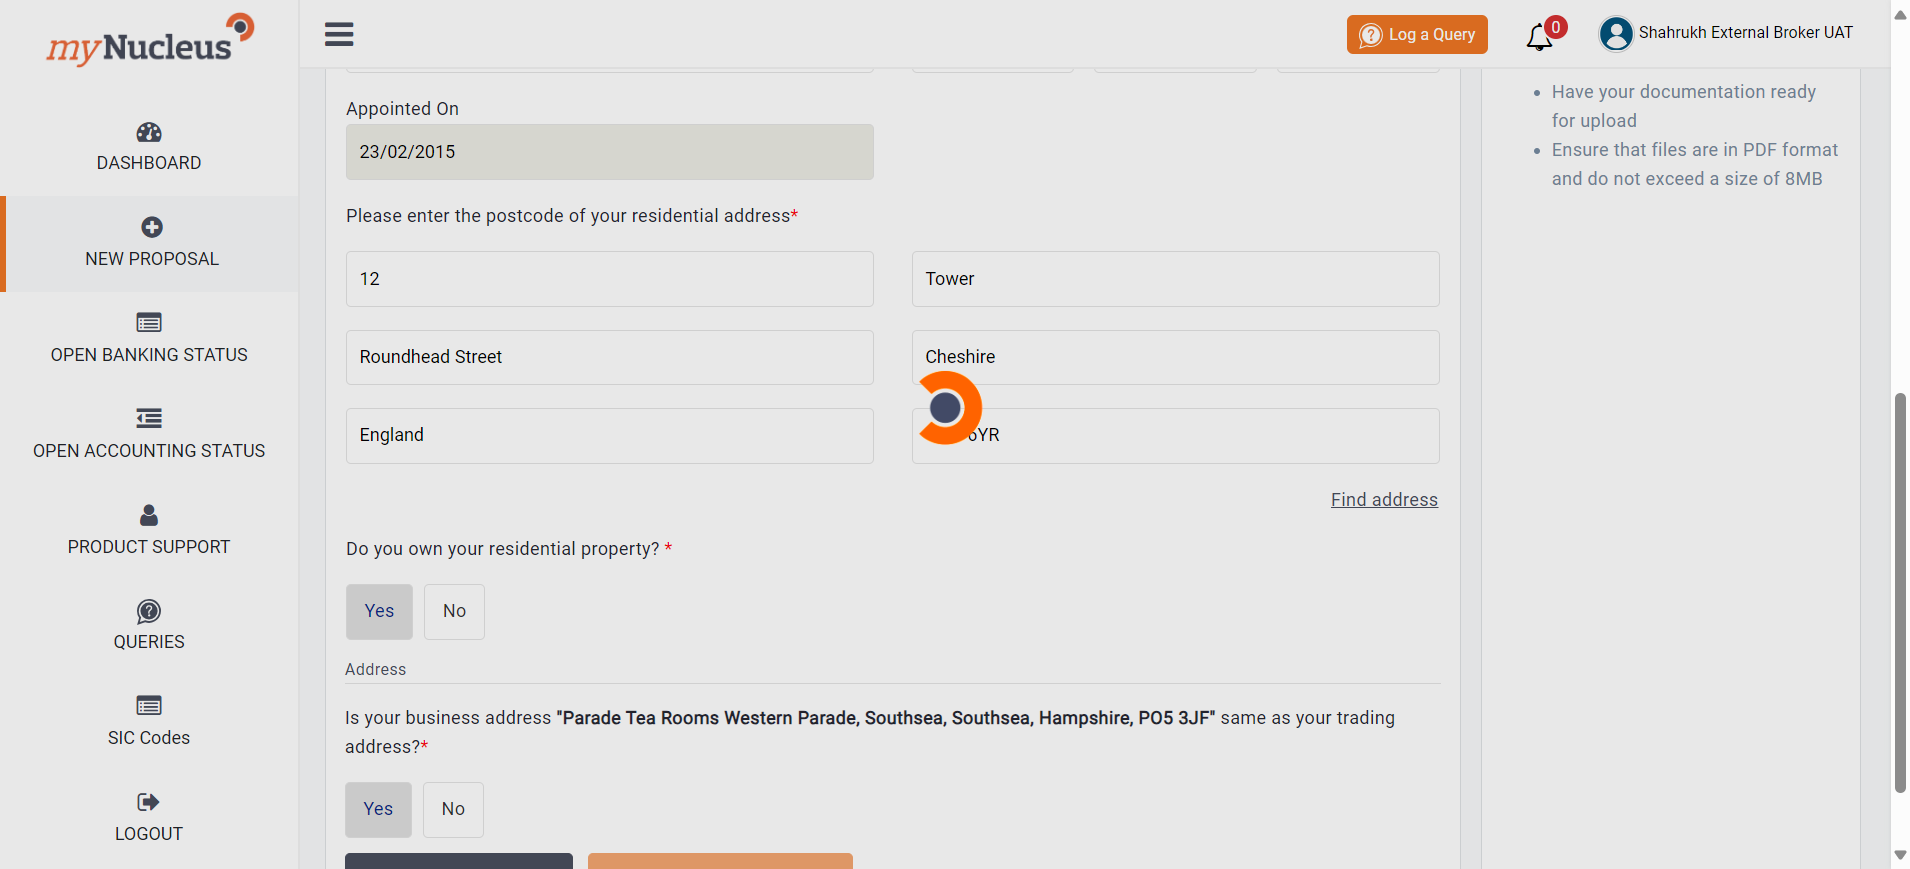 myNucleus
Log a Query
0
Shahrukh External Broker UAT
DASHBOARD
NEW PROPOSAL
OPEN BANKING STATUS
OPEN ACCOUNTING STATUS
PRODUCT SUPPORT
QUERIES
SIC Codes
LOGOUT
Appointed On
23/02/2015
Please enter the postcode of your residential address*
12
Tower
Roundhead Street
Cheshire
England
6YR
Find address
Do you own your residential property? *
Yes
No
Address
Is your business address "Parade Tea Rooms Western Parade, Southsea, Southsea, Hampshire, PO5 3JF" same as your trading
address?*
Yes
No
• Have your documentation ready
for upload
• Ensure that files are in PDF format
and do not exceed a size of 8MB